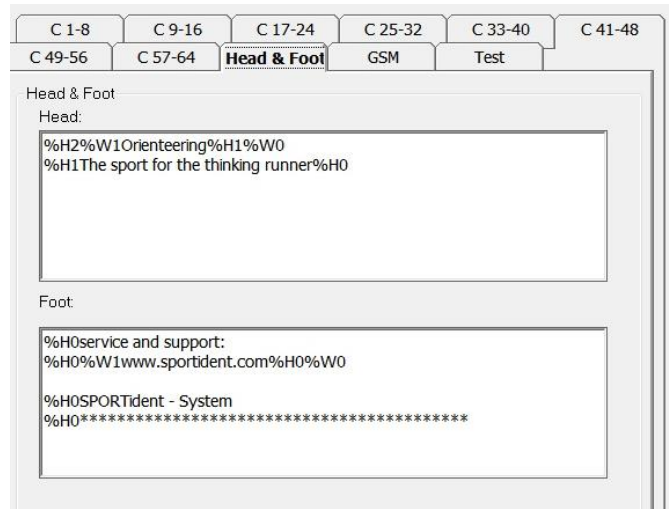 C 1-8 C 9-16 C 17-24 C 25-32 C 33-40 C 41-48
C 49-56 C 57-64 Head & Foot GSM Test
Head & Foot
Head:
%H2%W1Orienteering%H1%W0
%H1The sport for the thinking runner%H0
Foot:
%H0service and support:
%H0%W1www.sportident.com%H0%W0
%H0SPORTident - System
%H0******************************************